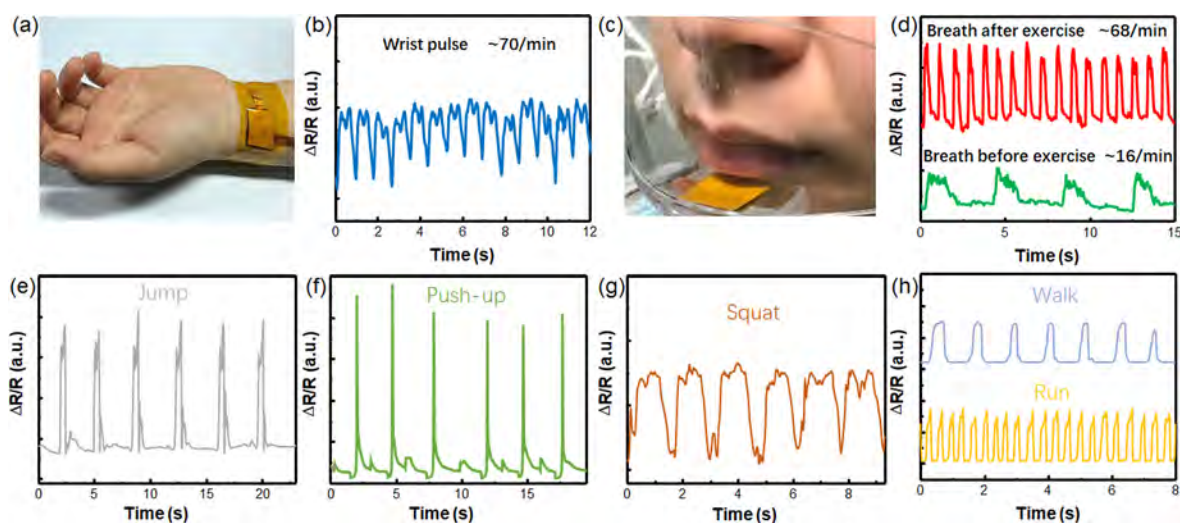 (a)
(b)
Wrist pulse ~70/min
ΔR/R (a.u.)
0 2 4 6 8 10 12
Time (s)
(c)
(d)
Breath after exercise ~68/min
Breath before exercise ~16/min
ΔR/R (a.u.)
0 5 10 15
Time (s)
(e)
Jump
ΔR/R (a.u.)
0 5 10 15 20
Time (s)
(f)
Push-up
ΔR/R (a.u.)
0 5 10 15
Time (s)
(g)
Squat
ΔR/R (a.u.)
0 2 4 6 8
Time (s)
(h)
Walk
Run
ΔR/R (a.u.)
0 2 4 6 8
Time (s)